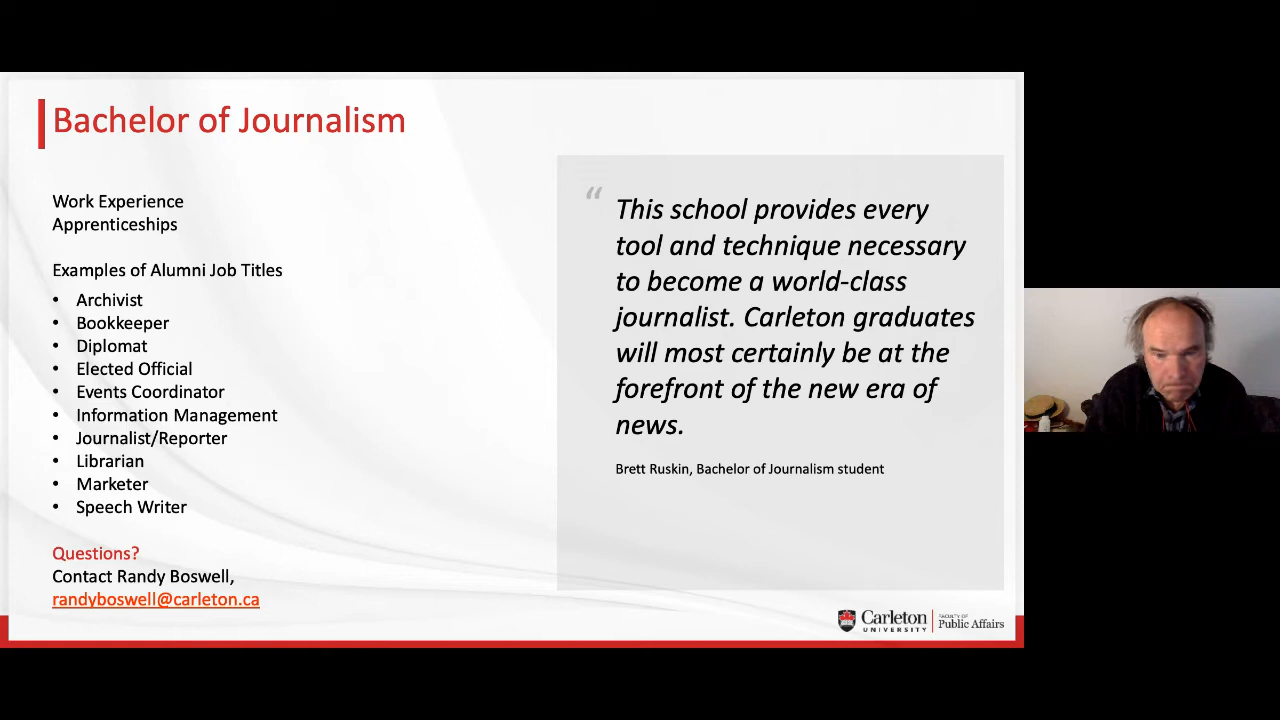 Bachelor of Journalism
Work Experience
Apprenticeships
Examples of Alumni Job Titles
• Archivist
• Bookkeeper
• Diplomat
• Elected Official
• Events Coordinator
• Information Management
• Journalist/Reporter
• Librarian
• Marketer
• Speech Writer
Questions?
Contact Randy Boswell,
randyboswell@carleton.ca
“ This school provides every
tool and technique necessary
to become a world-class
journalist. Carleton graduates
will most certainly be at the
forefront of the new era of
news.
Brett Ruskin, Bachelor of Journalism student
Carleton
UNIVERSITY
FACULTY OF
Public Affairs